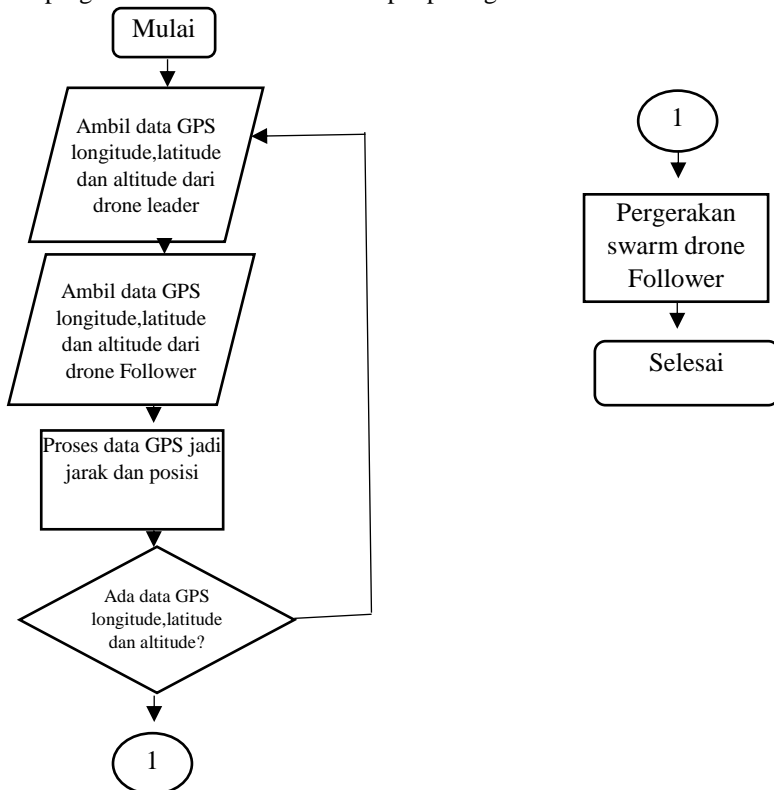 Mulai
Ambil data GPS
longitude,latitude
dan altitude dari
drone leader
Ambil data GPS
longitude,latitude
dan altitude dari
drone Follower
Proses data GPS jadi
jarak dan posisi
Ada data GPS
longitude,latitude
dan altitude?
1
1
Pergerakan
swarm drone
Follower
Selesai